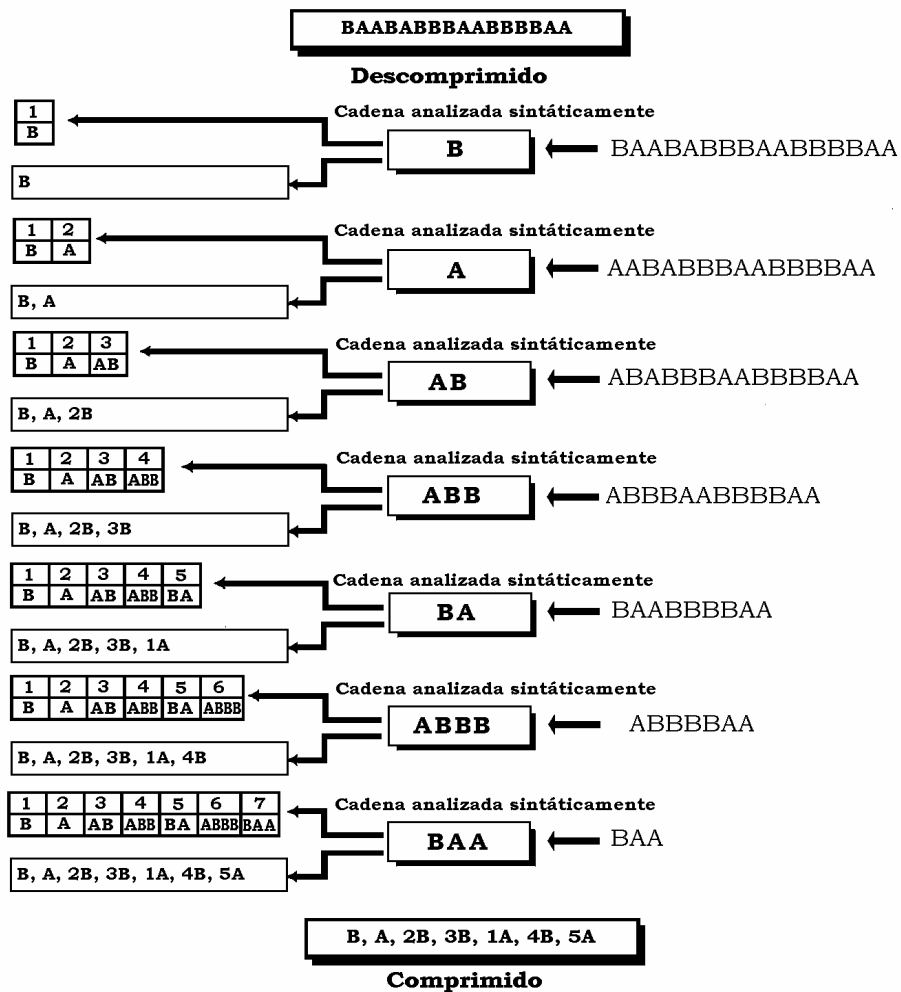 BAABABBBAABBBBAA
Descomprimido
Cadena analizada sintáticamente
1
B
B
BAABABBBAABBBBAA
B
Cadena analizada sintáticamente
1 2
B A
A
AABABBBAABBBBAA
B, A
Cadena analizada sintáticamente
1 2 3
B A AB
AB
ABABBBAABBBBAA
B, A, 2B
Cadena analizada sintáticamente
1 2 3 4
B A AB ABB
ABB
ABBBAABBBBAA
B, A, 2B, 3B
Cadena analizada sintáticamente
1 2 3 4 5
B A AB ABB BA
BA
BAABBBBAA
B, A, 2B, 3B, 1A
Cadena analizada sintáticamente
1 2 3 4 5 6
B A AB ABB BA ABBB
ABBB
ABBBBAA
B, A, 2B, 3B, 1A, 4B
Cadena analizada sintáticamente
1 2 3 4 5 6 7
B A AB ABB BA ABBB BAA
BAA
BAA
B, A, 2B, 3B, 1A, 4B, 5A
B, A, 2B, 3B, 1A, 4B, 5A
Comprimido